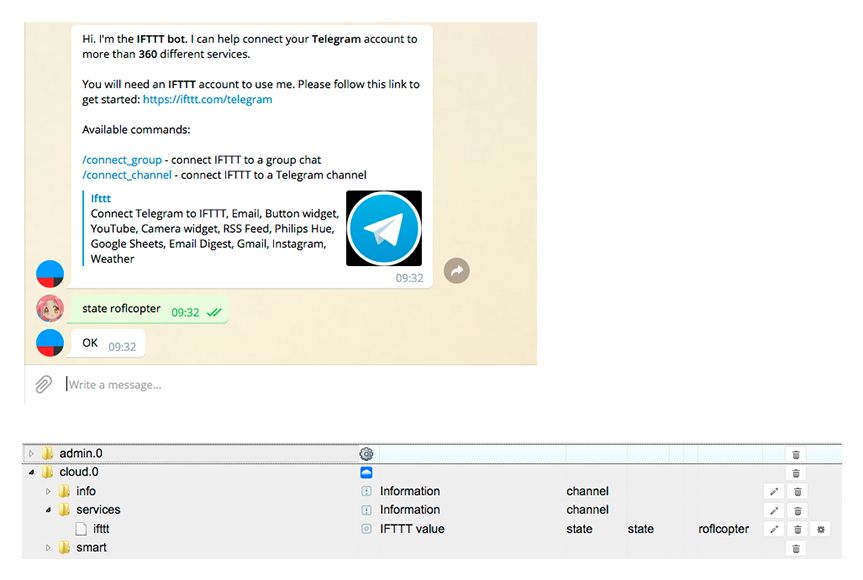 Hi. I'm the IFTTT bot. I can help connect your Telegram account to
more than 360 different services.
You will need an IFTTT account to use me. Please follow this link to
get started: https://ifttt.com/telegram
Available commands:
/connect_group - connect IFTTT to a group chat
/connect_channel - connect IFTTT to a Telegram channel
Ifttt
Connect Telegram to IFTTT, Email, Button widget,
YouTube, Camera widget, RSS Feed, Philips Hue,
Google Sheets, Email Digest, Gmail, Instagram,
Weather
09:32
state roflcopter 09:32
OK 09:32
Write a message...
admin.0
cloud.0
info Information channel
services Information channel
ifttt IFTTT value state state roflcopter
smart